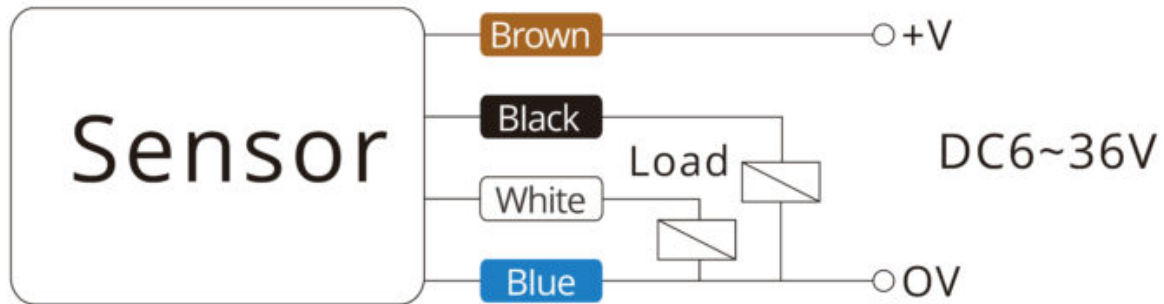 Brown
+V
Black
Sensor
Load
DC6~36V
White
Blue
OV